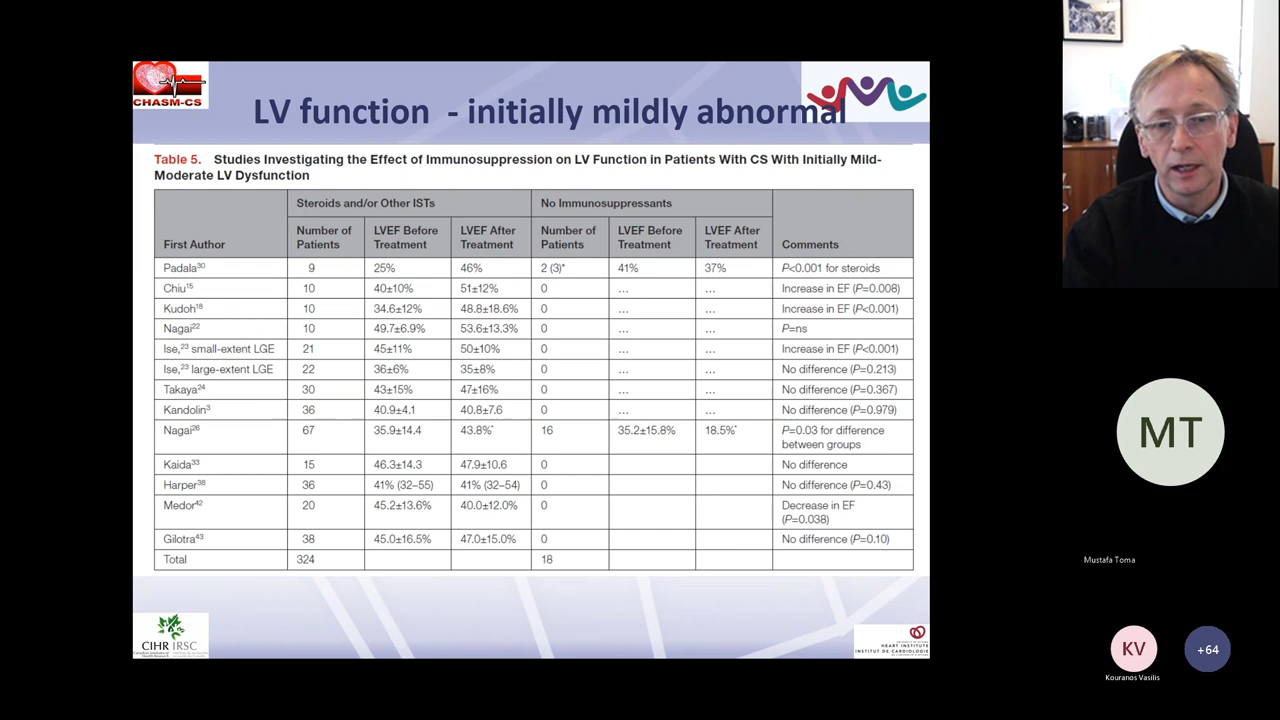 CHASM-CS
LV function - initially mildly abnormal
Table 5. Studies Investigating the Effect of Immunosuppression on LV Function in Patients With CS With Initially Mild-
Moderate LV Dysfunction
Steroids and/or Other ISTs No Immunosuppressants
First Author Number of Patients LVEF Before Treatment LVEF After Treatment Number of Patients LVEF Before Treatment LVEF After Treatment Comments
Padala30 9 25% 46% 2 (3)* 41% 37% P<0.001 for steroids
Chiu15 10 40±10% 51±12% 0 ... ... Increase in EF (P=0.008)
Kudoh18 10 34.6±12% 48.8±18.6% 0 ... ... Increase in EF (P<0.001)
Nagai22 10 49.7±6.9% 53.6±13.3% 0 ... ... P=ns
Ise,23 small-extent LGE 21 45±11% 50±10% 0 ... ... Increase in EF (P<0.001)
Ise,23 large-extent LGE 22 36±6% 35±8% 0 ... ... No difference (P=0.213)
Takaya24 30 43±15% 47±16% 0 ... ... No difference (P=0.367)
Kandolin3 36 40.9±4.1 40.8±7.6 0 ... ... No difference (P=0.979)
Nagai26 67 35.9±14.4 43.8%* 16 35.2±15.8% 18.5%* P=0.03 for difference
between groups
Kaida33 15 46.3±14.3 47.9±10.6 0 No difference
Harper38 36 41% (32–55) 41% (32–54) 0 No difference (P=0.43)
Medor42 20 45.2±13.6% 40.0±12.0% 0 Decrease in EF
(P=0.038)
Gilotra43 38 45.0±16.5% 47.0±15.0% 0 No difference (P=0.10)
Total 324 18
CIHR IRSC
HEART INSTITUTE
INSTITUT DE CARDIOLOGIE
MT
Mustafa Toma
KV
+64
Kouranos Vasilis